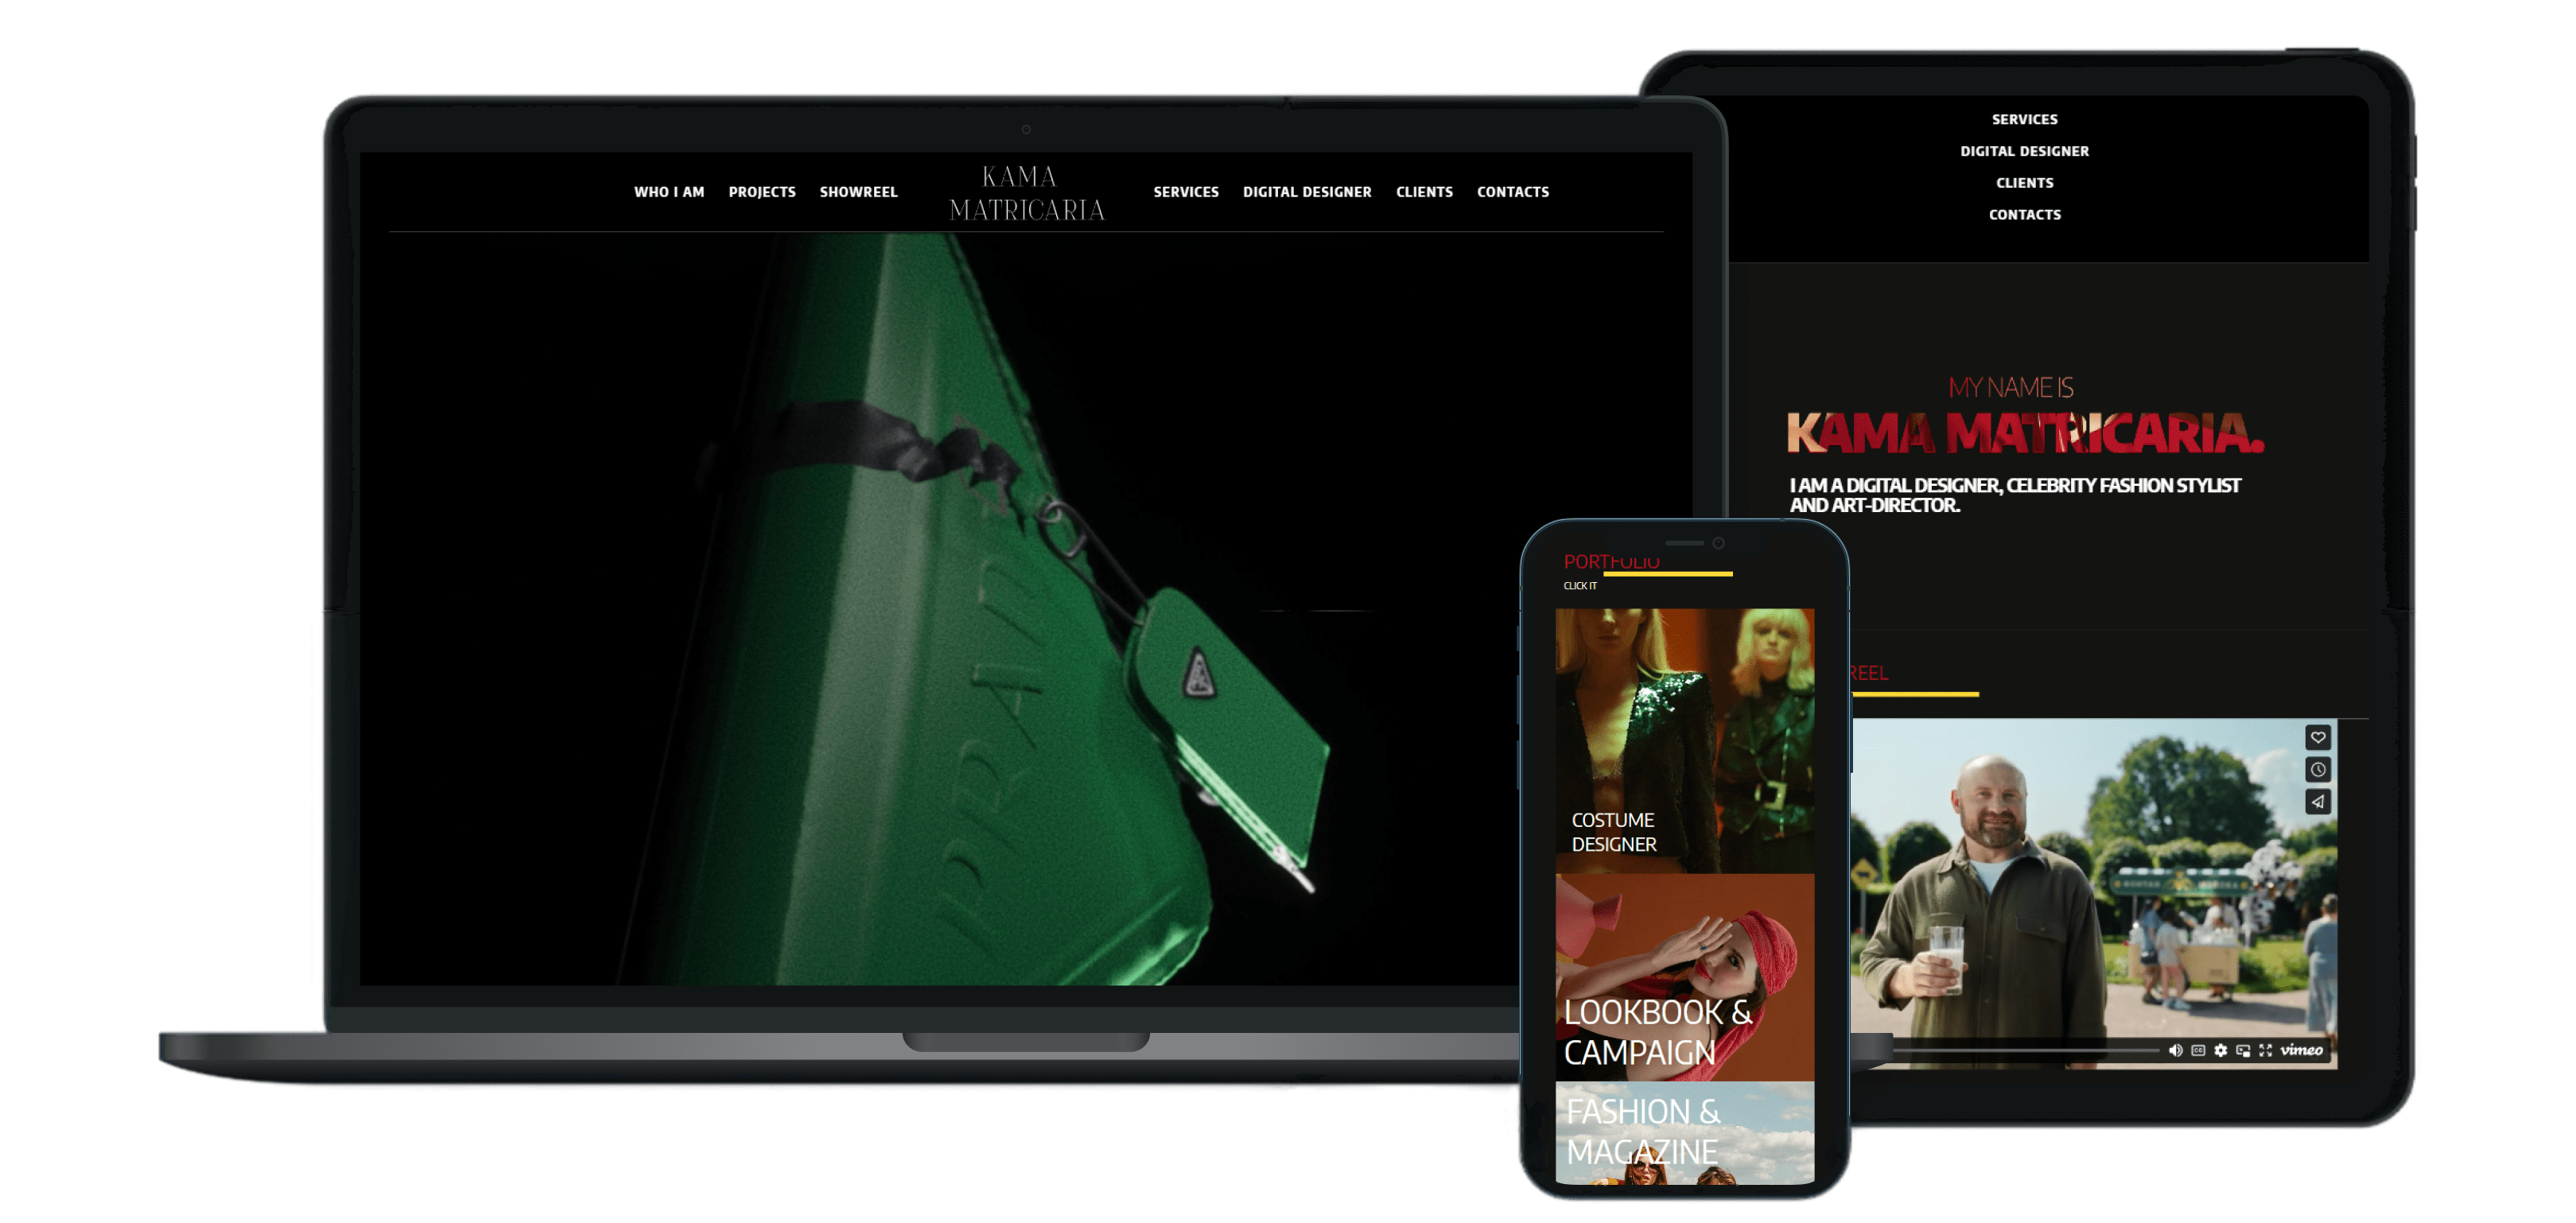 WHO I AM PROJECTS SHOWREEL
KAMA
MATRICARIA
SERVICES DIGITAL DESIGNER CLIENTS CONTACTS
PRADA
SERVICES
DIGITAL DESIGNER
CLIENTS
CONTACTS
MY NAME IS
KAMA MATRICARIA.
I AM A DIGITAL DESIGNER, CELEBRITY FASHION STYLIST
AND ART-DIRECTOR.
REEL
CC
vimeo
PORTFOLIO
CLICK IT
COSTUME
DESIGNER
LOOKBOOK &
CAMPAIGN
FASHION &
MAGAZINE